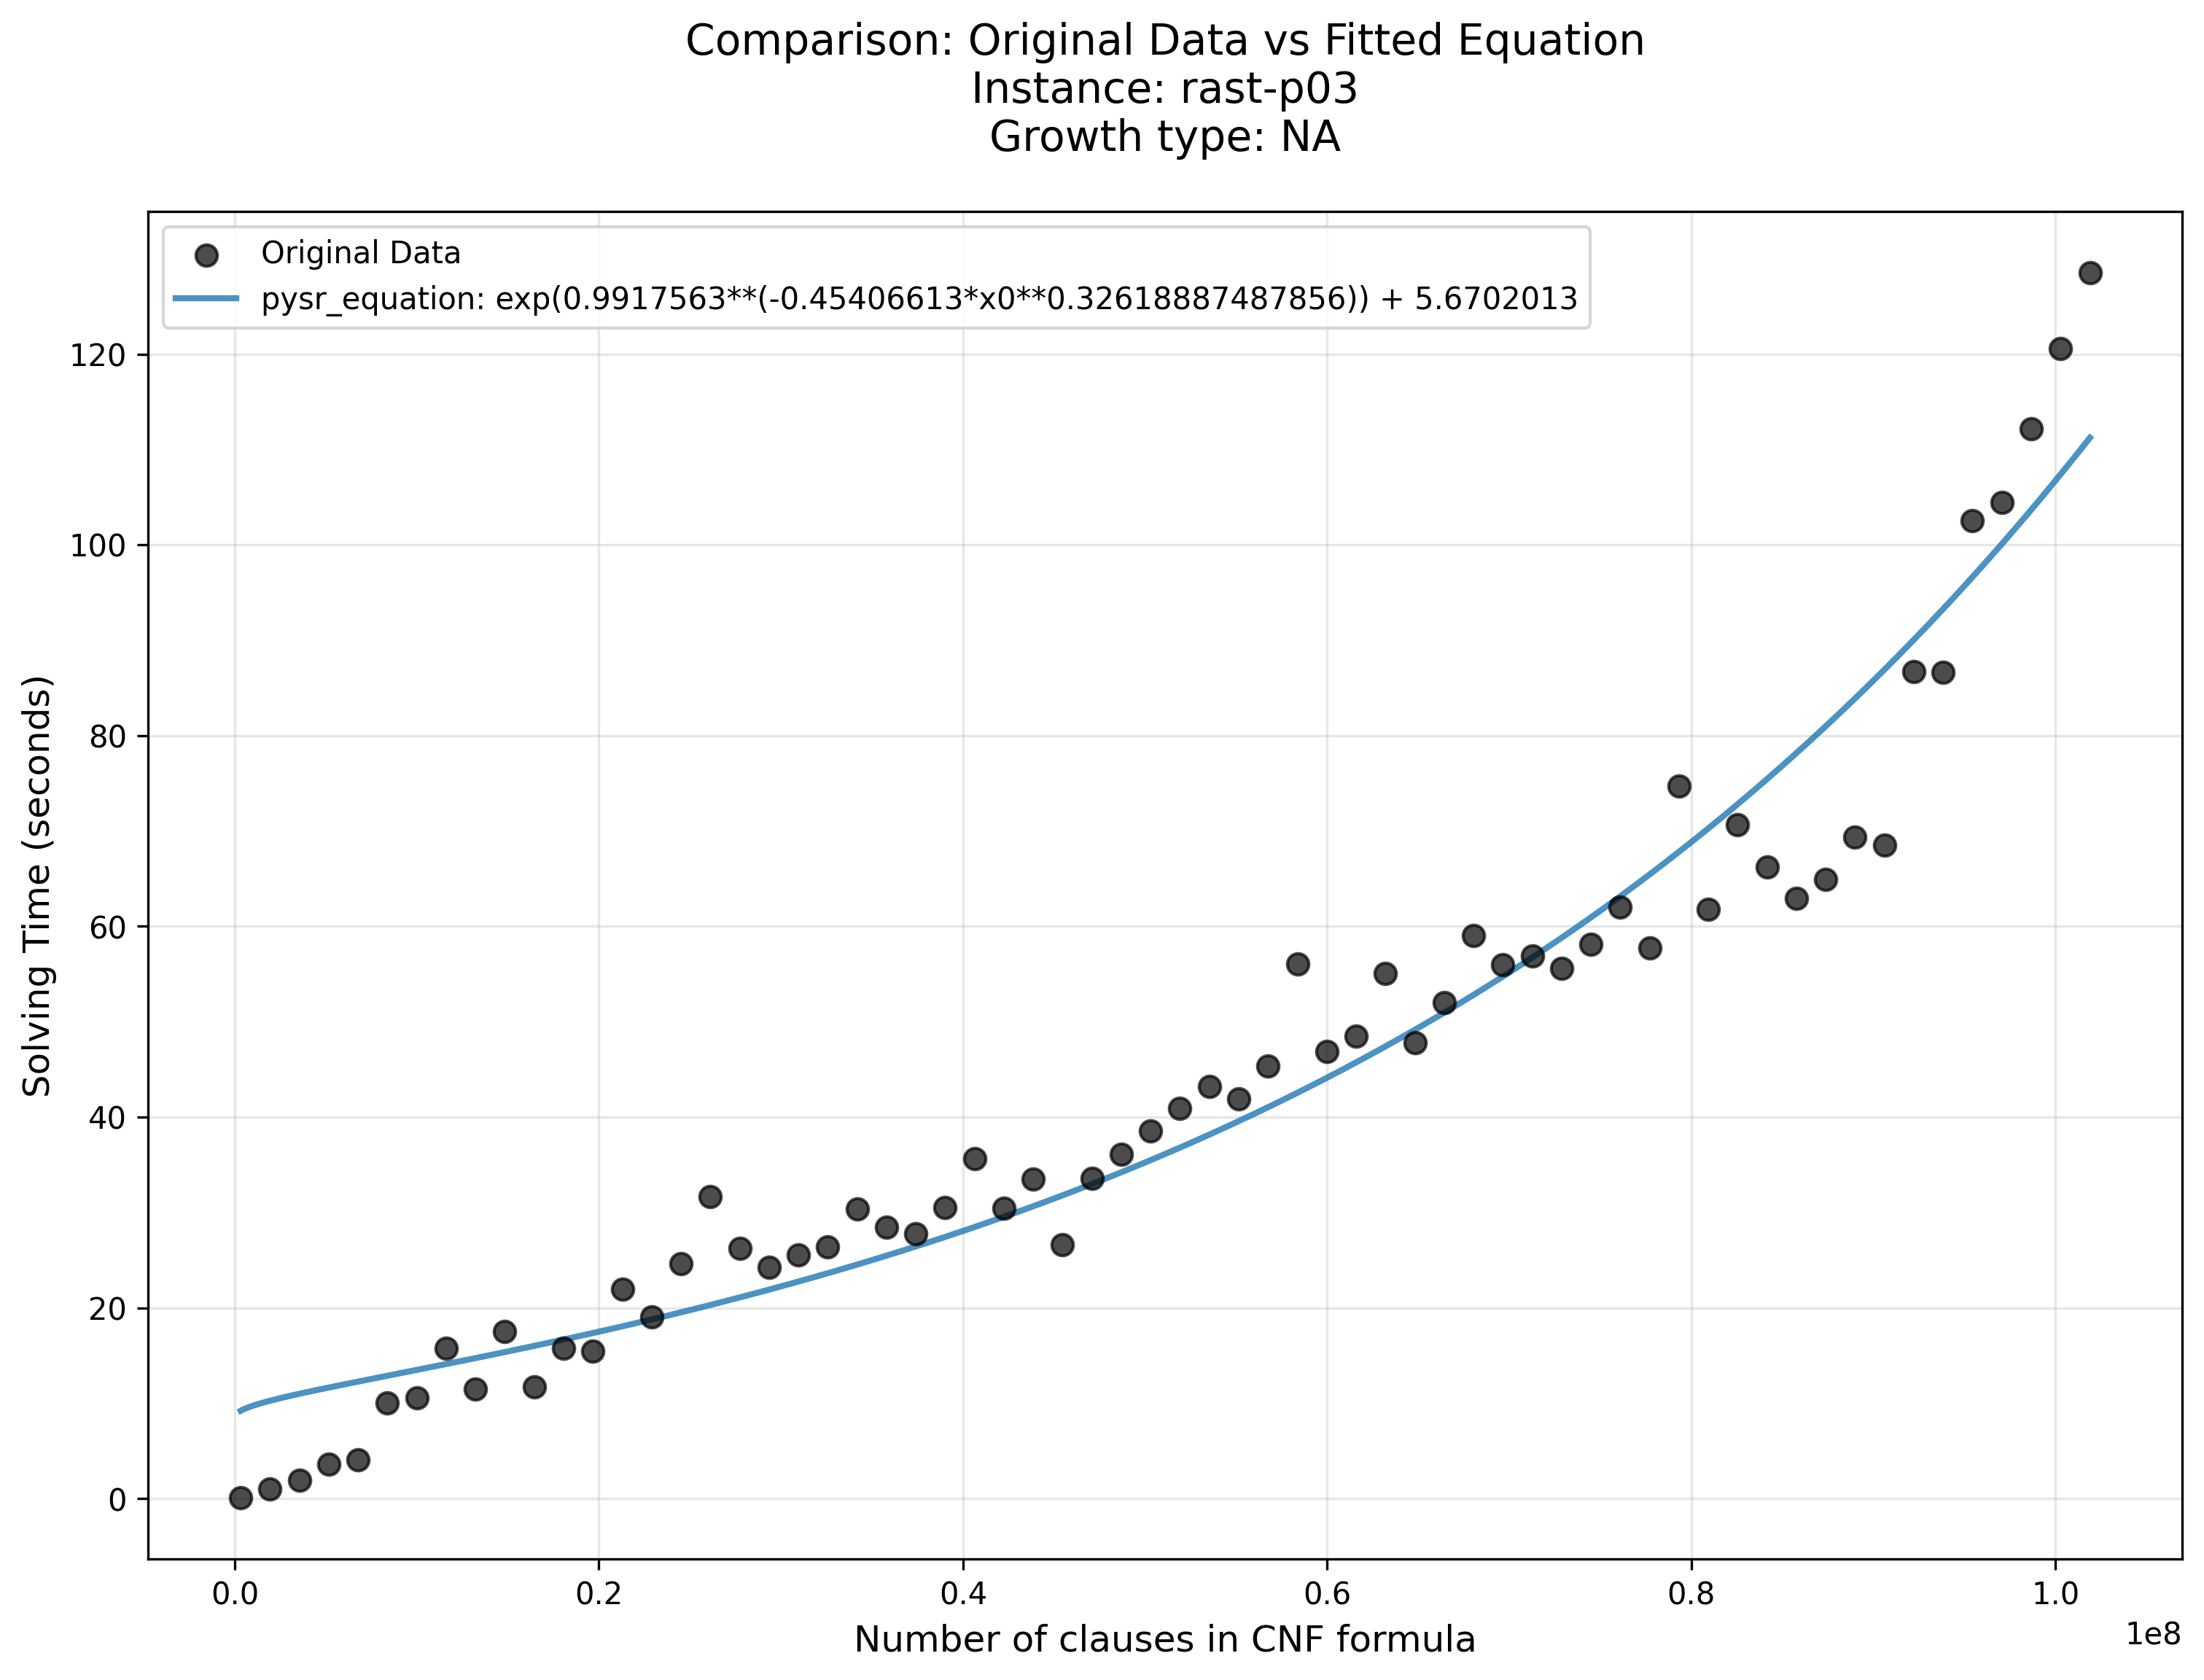 Comparison: Original Data vs Fitted Equation
Instance: rast-p03
Growth type: NA
Original Data
pysr_equation: exp(0.9917563**(-0.45406613*x0**0.32618887487856)) + 5.6702013
120
100
80
60
40
20
0
Solving Time (seconds)
0.0 0.2 0.4 0.6 0.8 1.0
1e8
Number of clauses in CNF formula